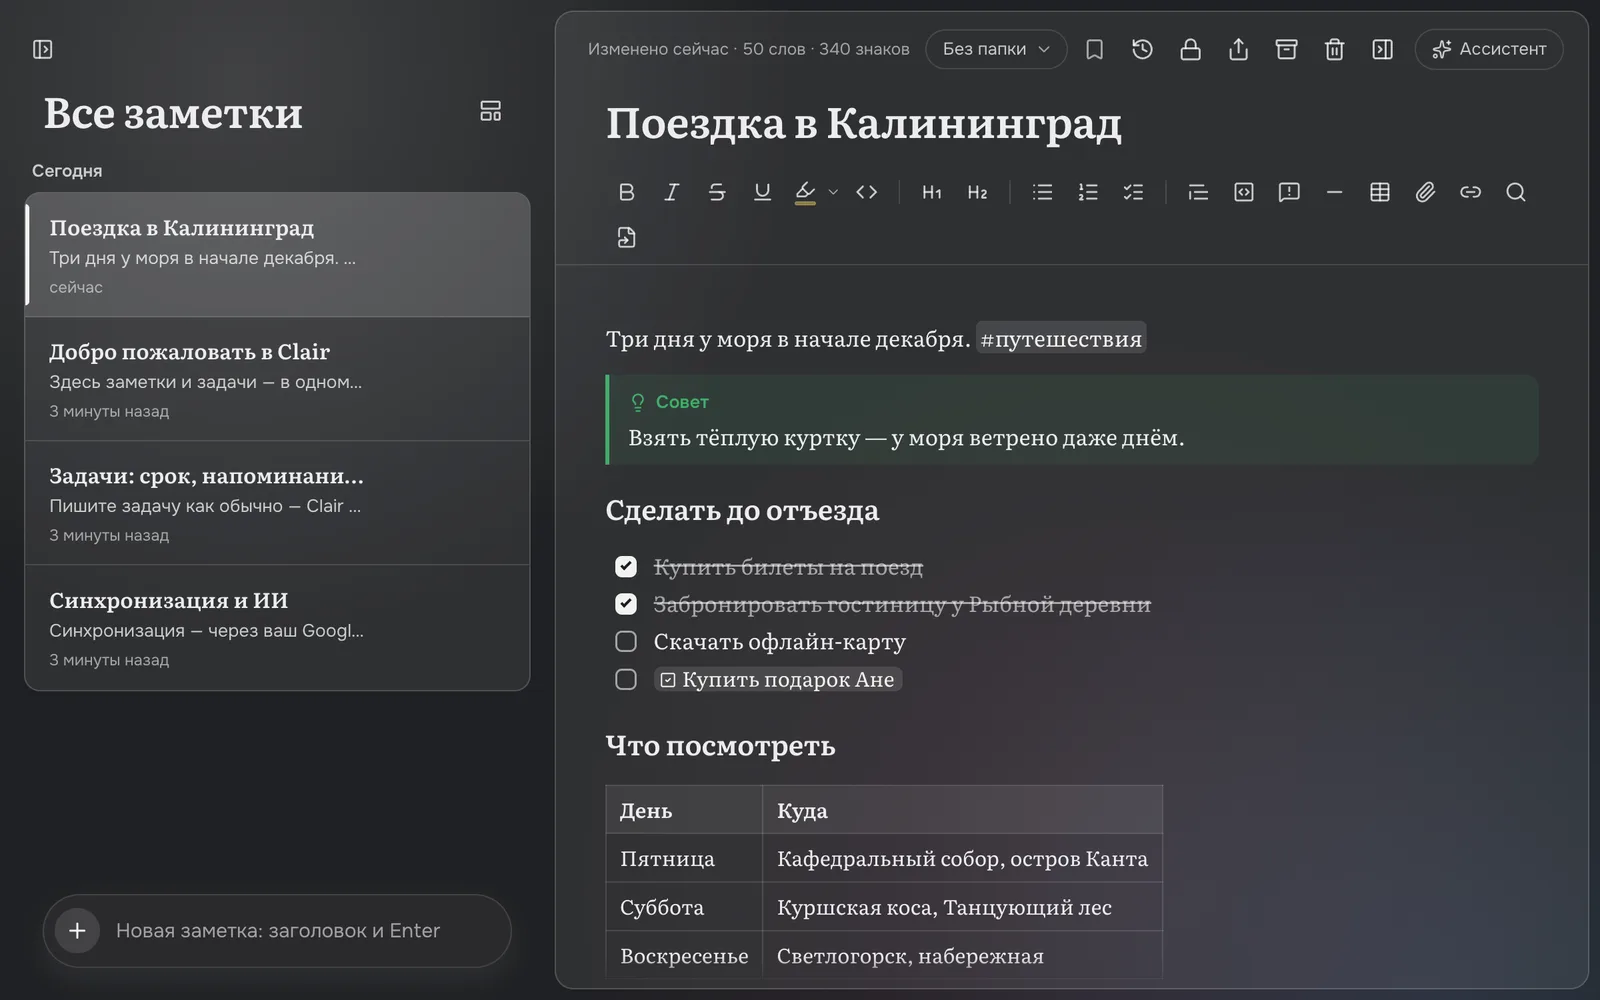 Все заметки
Сегодня
Поездка в Калининград
Три дня у моря в начале декабря. ...
сейчас
Добро пожаловать в Clair
Здесь заметки и задачи — в одном...
3 минуты назад
Задачи: срок, напоминани...
Пишите задачу как обычно — Clair ...
3 минуты назад
Синхронизация и ИИ
Синхронизация — через ваш Googl...
3 минуты назад
Новая заметка: заголовок и Enter
Изменено сейчас · 50 слов · 340 знаков
Без папки
Ассистент
Поездка в Калининград
B I S U H1 H2
Три дня у моря в начале декабря. #путешествия
Совет
Взять тёплую куртку — у моря ветрено даже днём.
Сделать до отъезда
Купить билеты на поезд
Забронировать гостиницу у Рыбной деревни
Скачать офлайн-карту
Купить подарок Ане
Что посмотреть
День Куда
Пятница Кафедральный собор, остров Канта
Суббота Куршская коса, Танцующий лес
Воскресенье Светлогорск, набережная